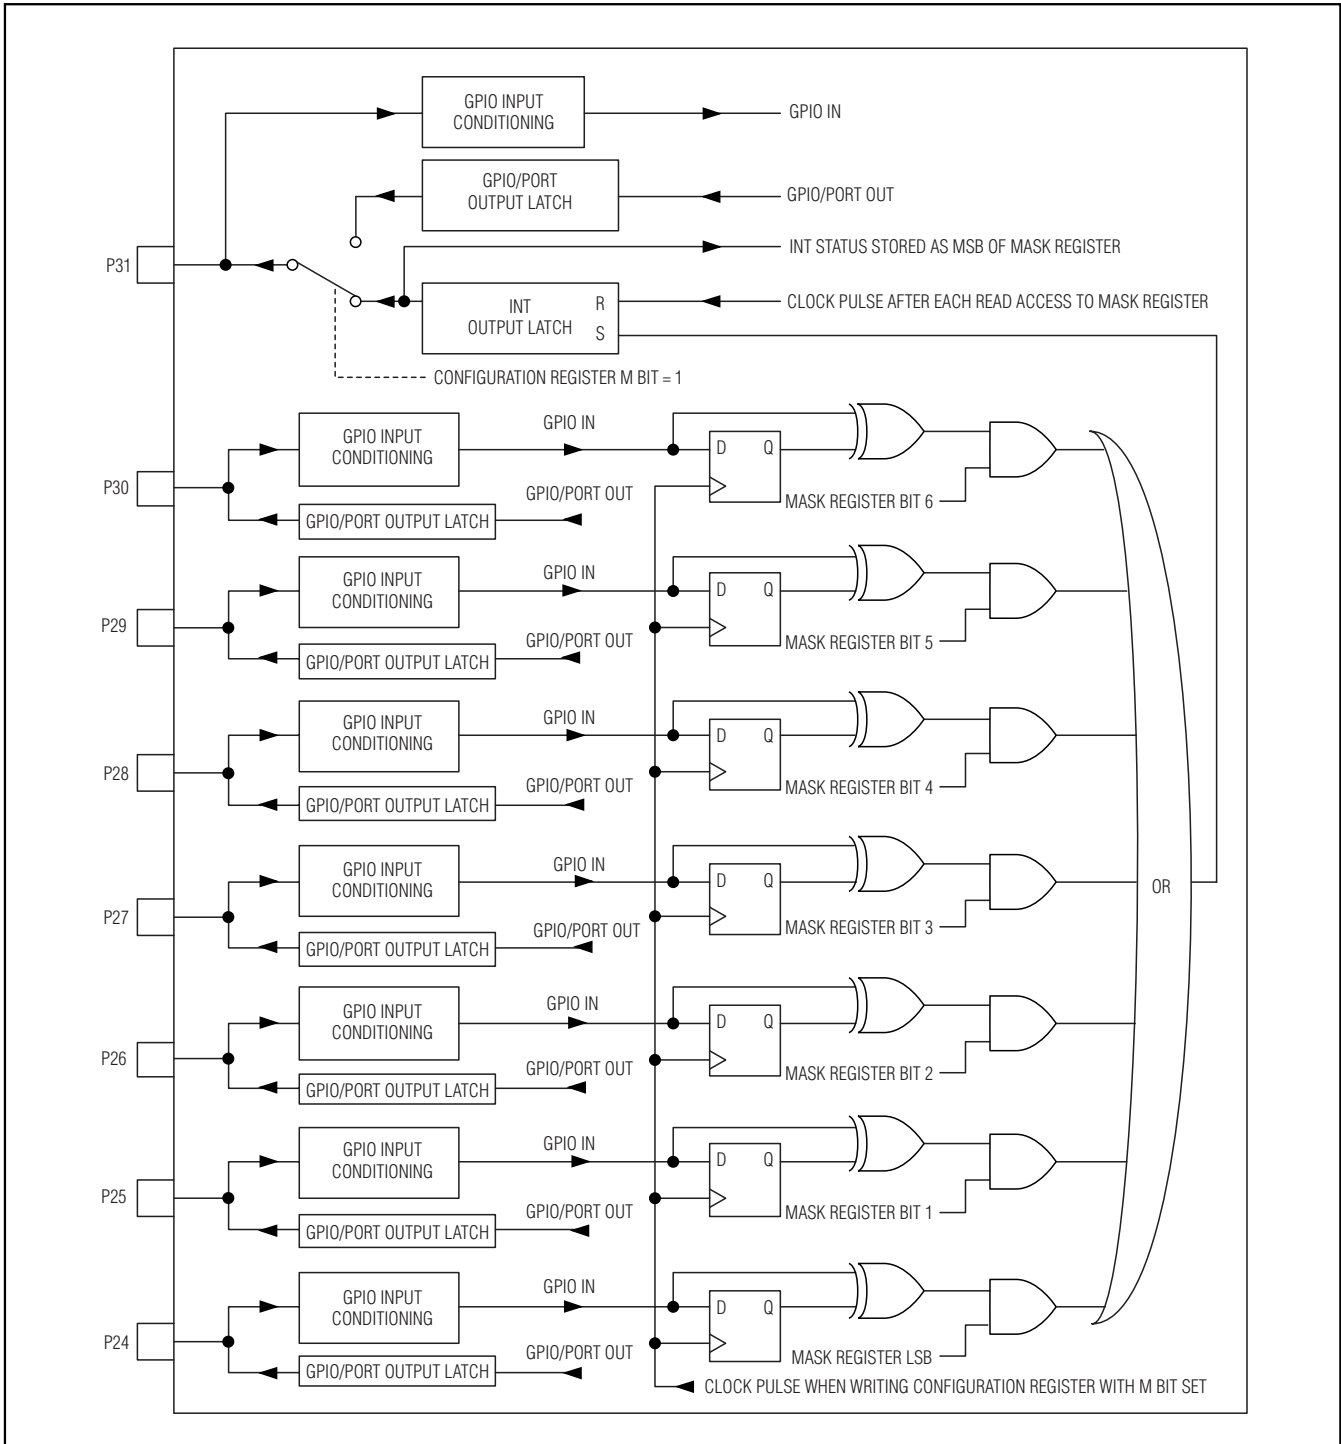 GPIO INPUT
CONDITIONING
GPIO IN
GPIO/PORT
OUTPUT LATCH
GPIO/PORT OUT
INT STATUS STORED AS MSB OF MASK REGISTER
P31
INT
OUTPUT LATCH
R
S
CLOCK PULSE AFTER EACH READ ACCESS TO MASK REGISTER
CONFIGURATION REGISTER M BIT = 1
GPIO INPUT
CONDITIONING
GPIO IN
D Q
P30
GPIO/PORT OUT
MASK REGISTER BIT 6
GPIO/PORT OUTPUT LATCH
GPIO INPUT
CONDITIONING
GPIO IN
D Q
P29
GPIO/PORT OUT
MASK REGISTER BIT 5
GPIO/PORT OUTPUT LATCH
GPIO INPUT
CONDITIONING
GPIO IN
D Q
P28
GPIO/PORT OUT
MASK REGISTER BIT 4
GPIO/PORT OUTPUT LATCH
GPIO INPUT
CONDITIONING
GPIO IN
D Q
OR
P27
GPIO/PORT OUT
MASK REGISTER BIT 3
GPIO/PORT OUTPUT LATCH
GPIO INPUT
CONDITIONING
GPIO IN
D Q
P26
GPIO/PORT OUT
MASK REGISTER BIT 2
GPIO/PORT OUTPUT LATCH
GPIO INPUT
CONDITIONING
GPIO IN
D Q
P25
GPIO/PORT OUT
MASK REGISTER BIT 1
GPIO/PORT OUTPUT LATCH
GPIO INPUT
CONDITIONING
GPIO IN
D Q
P24
GPIO/PORT OUT
MASK REGISTER LSB
GPIO/PORT OUTPUT LATCH
CLOCK PULSE WHEN WRITING CONFIGURATION REGISTER WITH M BIT SET